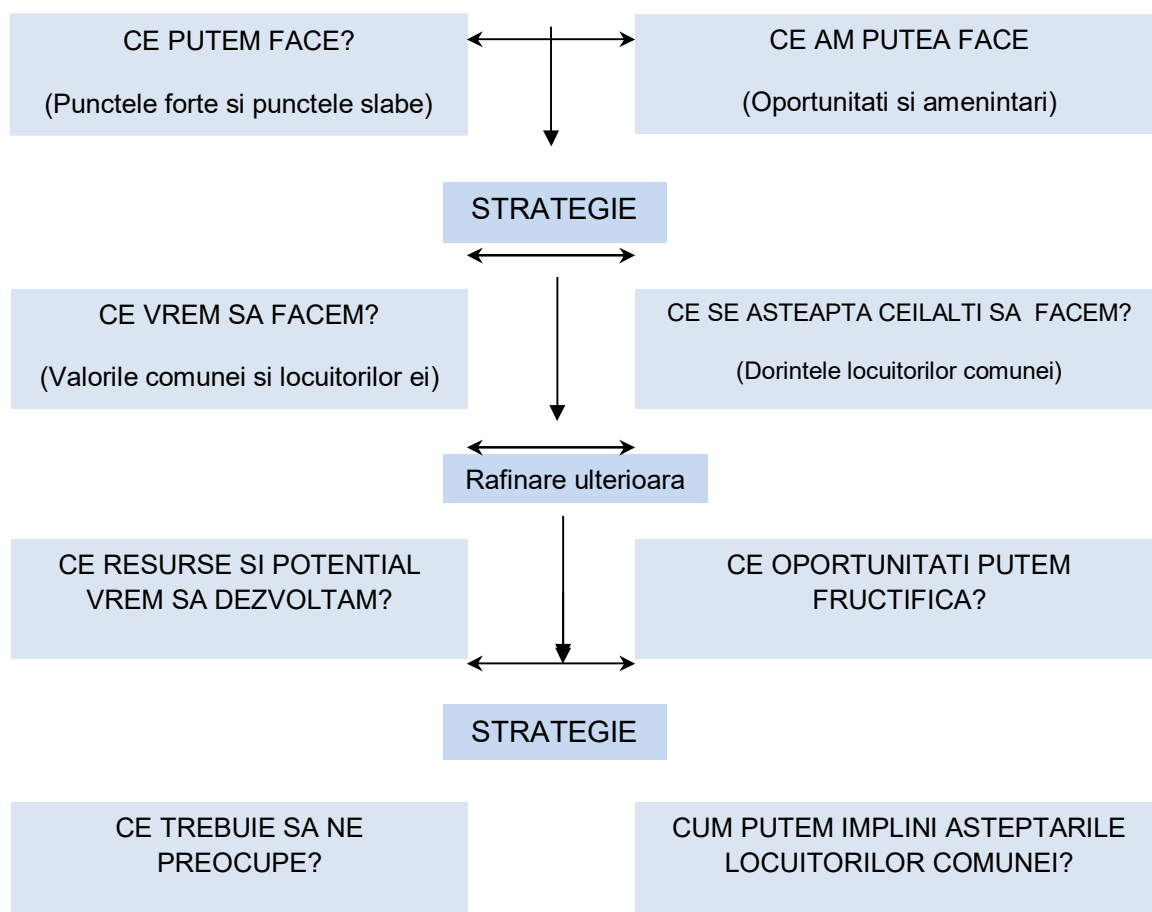 CE PUTEM FACE?
(Punctele forte si punctele slabe)
CE AM PUTEA FACE
(Oportunitati si amenintari)
STRATEGIE
CE VREM SA FACEM?
(Valorile comunei si locuitorilor ei)
CE SE ASTEAPTA CEILALTI SA FACEM?
(Dorintele locuitorilor comunei)
Rafinare ulterioara
CE RESURSE SI POTENTIAL
VREM SA DEZVOLTAM?
CE OPORTUNITATI PUTEM
FRUCTIFICA?
STRATEGIE
CE TREBUIE SA NE
PREOCUPE?
CUM PUTEM IMPLINI ASTEPTARILE
LOCUITORILOR COMUNEI?